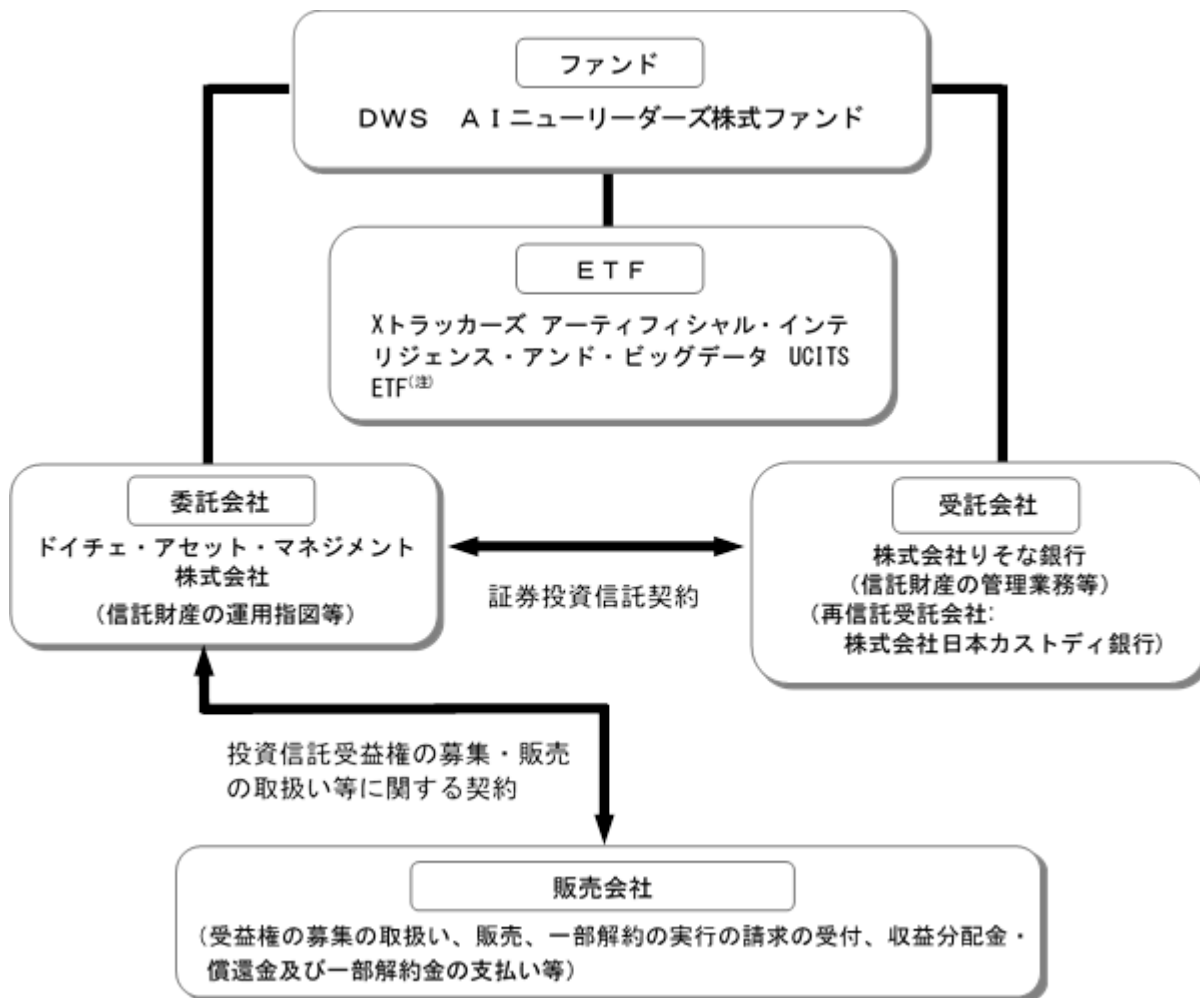 ファンド
DWS　AIニューリーダーズ株式ファンド
ETF
Xトラッカーズ アーティフィシャル・インテ
リジェンス・アンド・ビッグデータ UCITS
ETF(注)
委託会社
ドイチェ・アセット・マネジメント
株式会社
(信託財産の運用指図等)
証券投資信託契約
受託会社
株式会社りそな銀行
(信託財産の管理業務等)
(再信託受託会社:
株式会社日本カストディ銀行)
投資信託受益権の募集・販売
の取扱い等に関する契約
販売会社
(受益権の募集の取扱い、販売、一部解約の実行の請求の受付、収益分配金・
償還金及び一部解約金の支払い等)